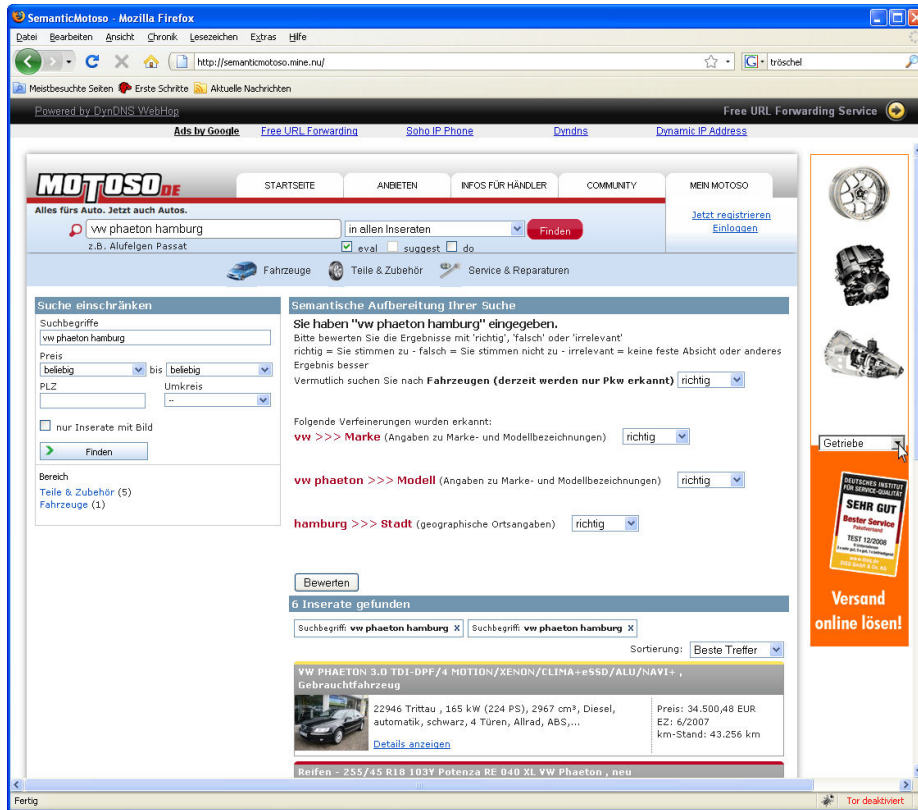 SemanticMotoso - Mozilla Firefox
Datei Bearbeiten Ansicht Chronik Lesezeichen Extras Hilfe
http://semanticmotoso.mine.nu/
G tröschel
Meistbesuchte Seiten Erste Schritte Aktuelle Nachrichten
Powered by DynDNS WebHop Free URL Forwarding Service
Ads by Google Free URL Forwarding Soho IP Phone Dyndns Dynamic IP Address
MOTOSO DE
STARTSEITE ANBIETEN INFOS FÜR HÄNDLER COMMUNITY MEIN MOTOSO
Alles fürs Auto. Jetzt auch Autos.
vw phaeton hamburg in allen Inseraten Finden
z.B. Alufelgen Passat eval suggest do
Jetzt registrieren
Einloggen
Fahrzeuge Teile & Zubehör Service & Reparaturen
Suche einschränken
Suchbegriffe
vw phaeton hamburg
Preis
beliebig bis beliebig
PLZ Umkreis
--
nur Inserate mit Bild
Finden
Bereich
Teile & Zubehör (5)
Fahrzeuge (1)
Semantische Aufbereitung Ihrer Suche
Sie haben "vw phaeton hamburg" eingegeben.
Bitte bewerten Sie die Ergebnisse mit 'richtig', 'falsch' oder 'irrelevant'
richtig = Sie stimmen zu - falsch = Sie stimmen nicht zu - irrelevant = keine feste Absicht oder anderes
Ergebnis besser
Vermutlich suchen Sie nach Fahrzeugen (derzeit werden nur Pkw erkannt) richtig
Folgende Verfeinerungen wurden erkannt:
vw >>> Marke (Angaben zu Marke- und Modellbezeichnungen) richtig
vw phaeton >>> Modell (Angaben zu Marke- und Modellbezeichnungen) richtig
hamburg >>> Stadt (geographische Ortsangaben) richtig
Bewerten
6 Inserate gefunden
Suchbegriff: vw phaeton hamburg x Suchbegriff: vw phaeton hamburg x
Sortierung: Beste Treffer
VW PHAETON 3.0 TDI-DPF/4 MOTION/XENON/CLIMA+eSSD/ALU/NAVI+ ,
Gebrauchtfahrzeug
22946 Trittau , 165 kW (224 PS), 2967 cm³, Diesel,
automatik, schwarz, 4 Türen, Allrad, ABS,...
Details anzeigen
Preis: 34.500,48 EUR
EZ: 6/2007
km-Stand: 43.256 km
Reifen - 255/45 R18 103Y Potenza RE 040 XL VW Phaeton , neu
Getriebe
DEUTSCHES INSTITUT
FÜR SERVICE-QUALITÄT
SEHR GUT
Bester Service
Paketversand
TEST 12/2008
Versand
online lösen!
Fertig
Tor deaktiviert